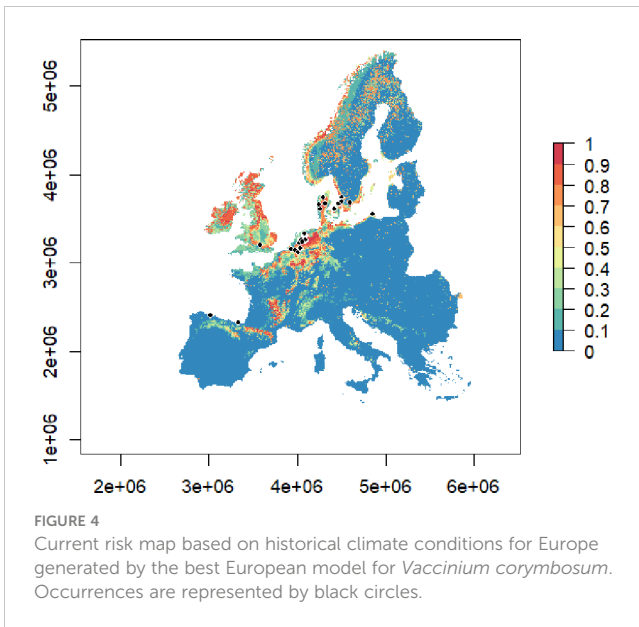 5e+06
4e+06
3e+06
2e+06
1e+06
2e+06 3e+06 4e+06 5e+06 6e+06
1
0.9
0.8
0.7
0.6
0.5
0.4
0.3
0.2
0.1
0
FIGURE 4
Current risk map based on historical climate conditions for Europe
generated by the best European model for Vaccinium corymbosum.
Occurrences are represented by black circles.